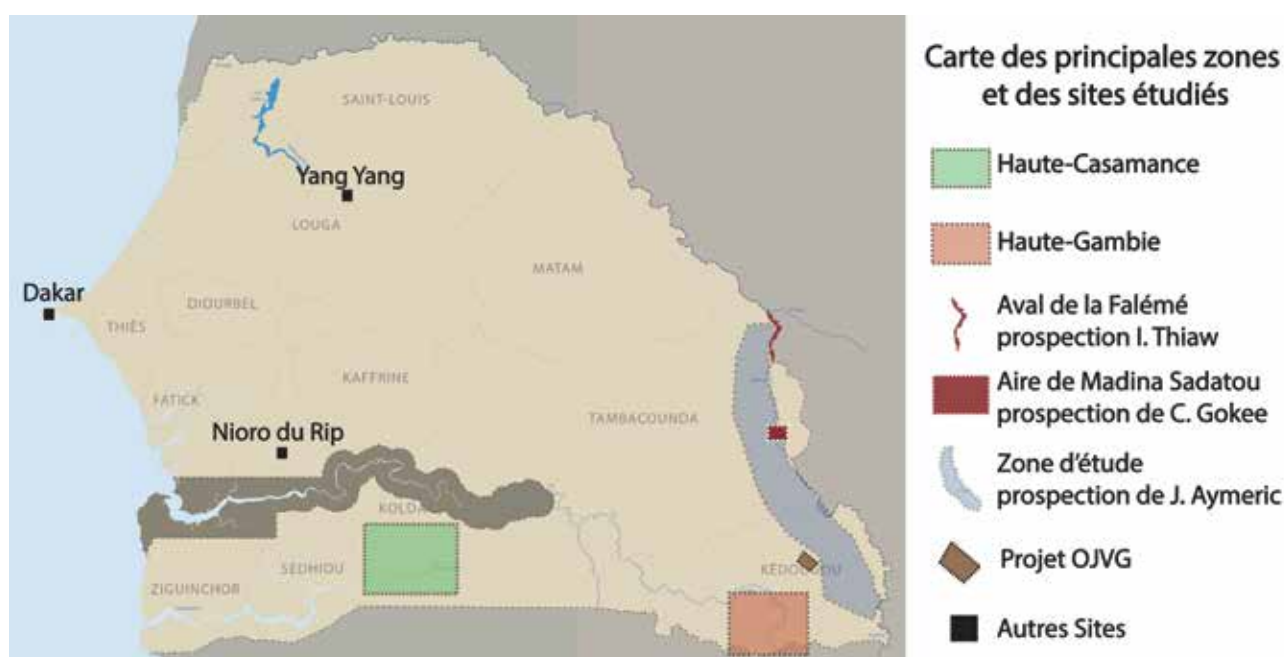 Carte des principales zones
et des sites étudiés
Haute-Casamance
Haute-Gambie
Aval de la Falémé
prospection I. Thiaw
Aire de Madina Sadatou
prospection de C. Gokee
Zone d'étude
prospection de J. Aymeric
Projet OJVG
Autres Sites
SAINT-LOUIS
Yang Yang
LOUGA
MATAM
Dakar
DIOURBEL
THIÈS
KAFFRINE
FATICK
TAMBACOUNDA
Nioro du Rip
KOLDA
SÉDHIOU
KÉDOUGOU
ZIGUINCHOR